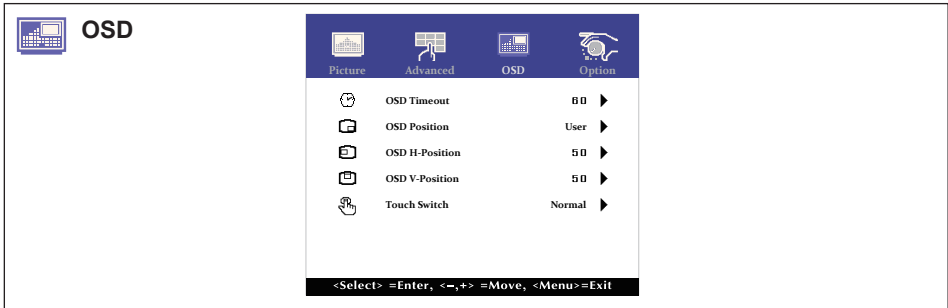 OSD
Picture Advanced OSD Option
OSD Timeout 60
OSD Position User
OSD H-Position 50
OSD V-Position 50
Touch Switch Normal
<Select> =Enter, <–,+> =Move, <Menu>=Exit